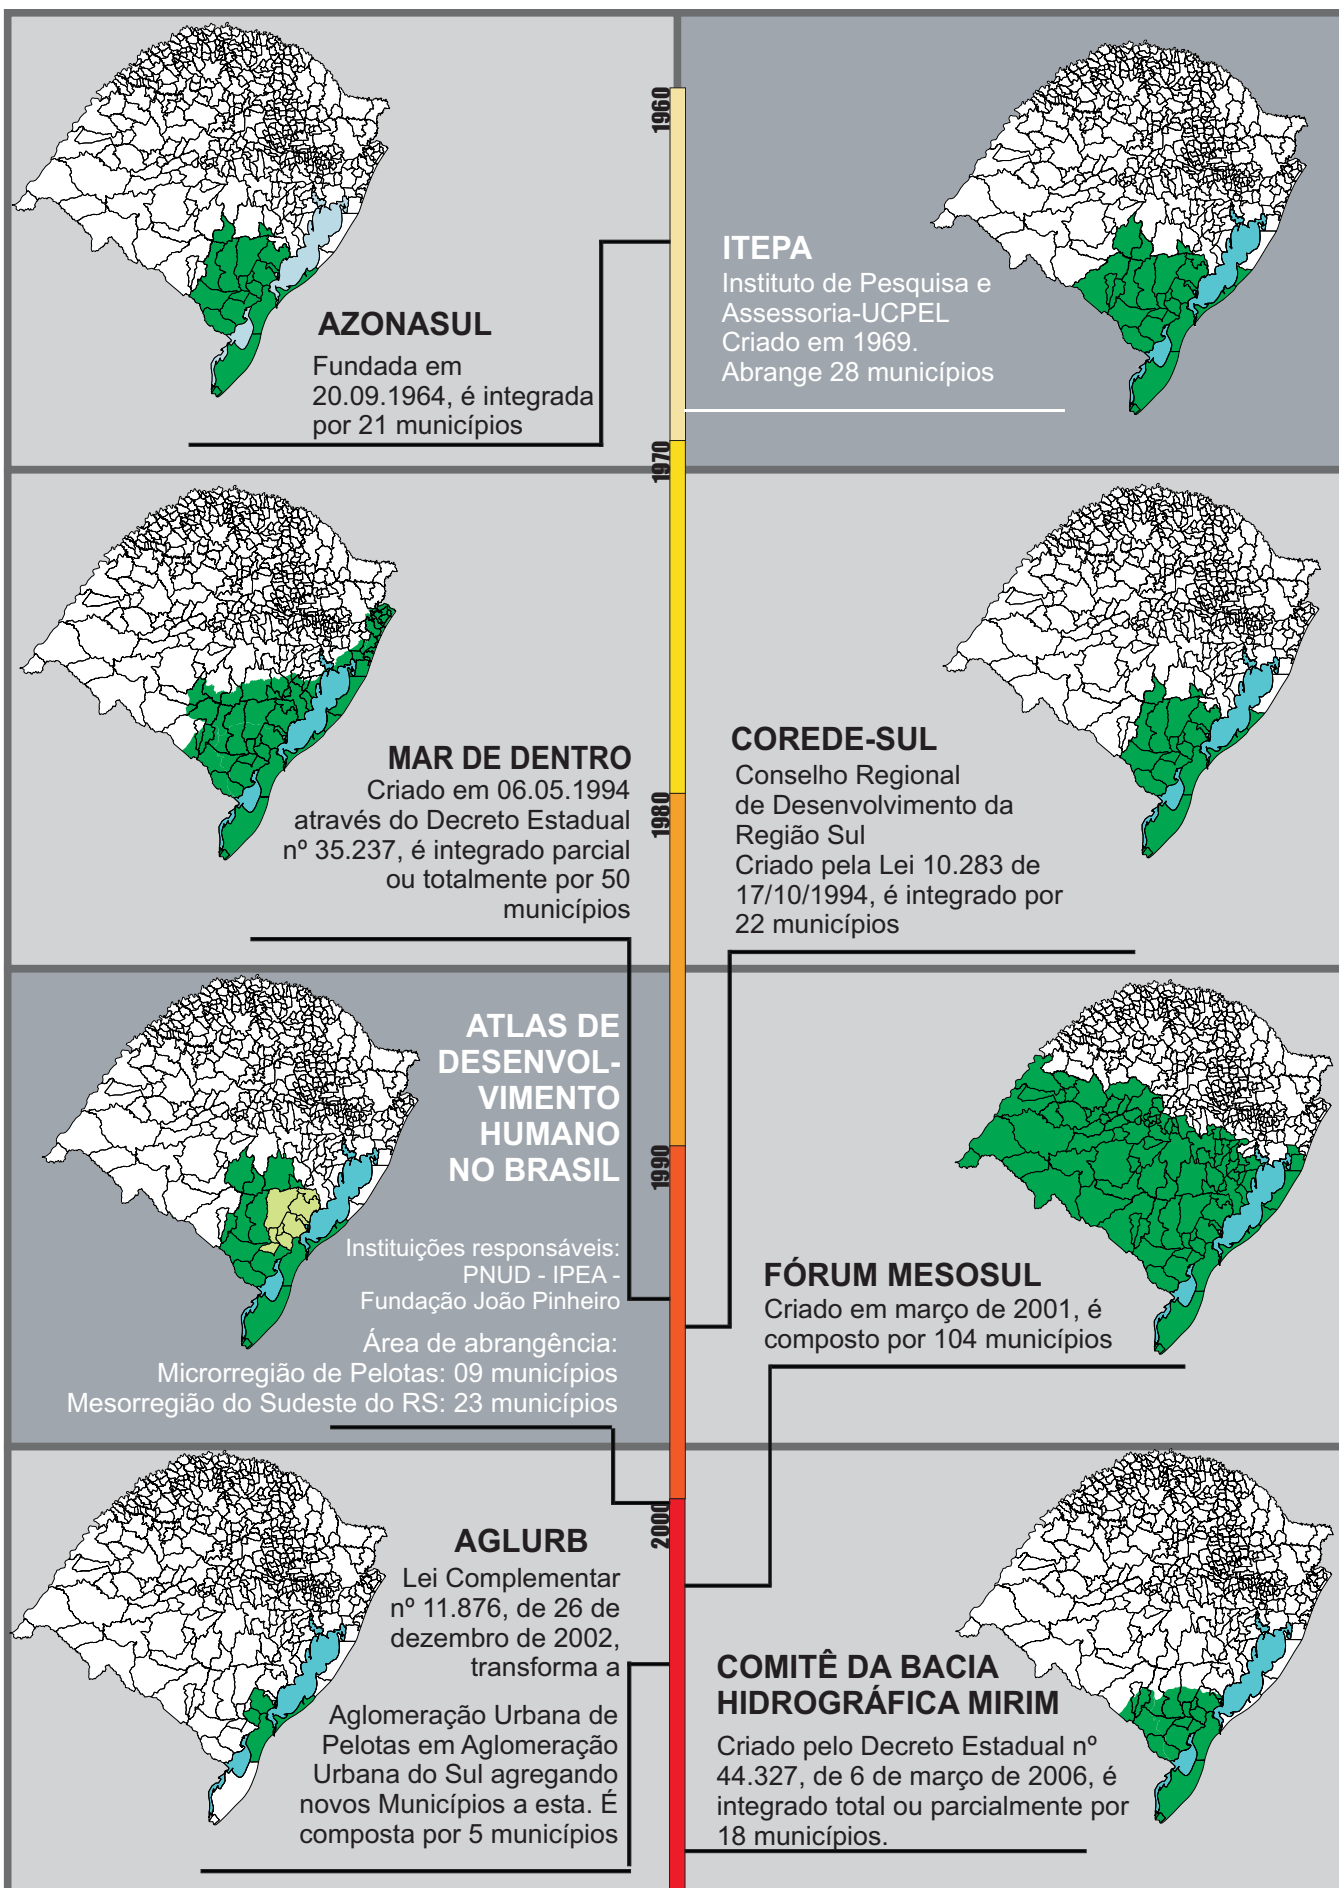 1960
AZONASUL
Fundada em
20.09.1964, é integrada
por 21 municípios
ITEPA
Instituto de Pesquisa e
Assessoria-UCPEL
Criado em 1969.
Abrange 28 municípios
1970
MAR DE DENTRO
Criado em 06.05.1994
através do Decreto Estadual
nº 35.237, é integrado parcial
ou totalmente por 50
municípios
COREDE-SUL
Conselho Regional
de Desenvolvimento da
Região Sul
Criado pela Lei 10.283 de
17/10/1994, é integrado por
22 municípios
1980
ATLAS DE
DESENVOL-
VIMENTO
HUMANO
NO BRASIL
Instituições responsáveis:
PNUD - IPEA -
Fundação João Pinheiro
Área de abrangência:
Microrregião de Pelotas: 09 municípios
Mesorregião do Sudeste do RS: 23 municípios
1990
FÓRUM MESOSUL
Criado em março de 2001, é
composto por 104 municípios
2000
AGLURB
Lei Complementar
nº 11.876, de 26 de
dezembro de 2002,
transforma a
Aglomeração Urbana de
Pelotas em Aglomeração
Urbana do Sul agregando
novos Municípios a esta. É
composta por 5 municípios
COMITÊ DA BACIA
HIDROGRÁFICA MIRIM
Criado pelo Decreto Estadual nº
44.327, de 6 de março de 2006, é
integrado total ou parcialmente por
18 municípios.